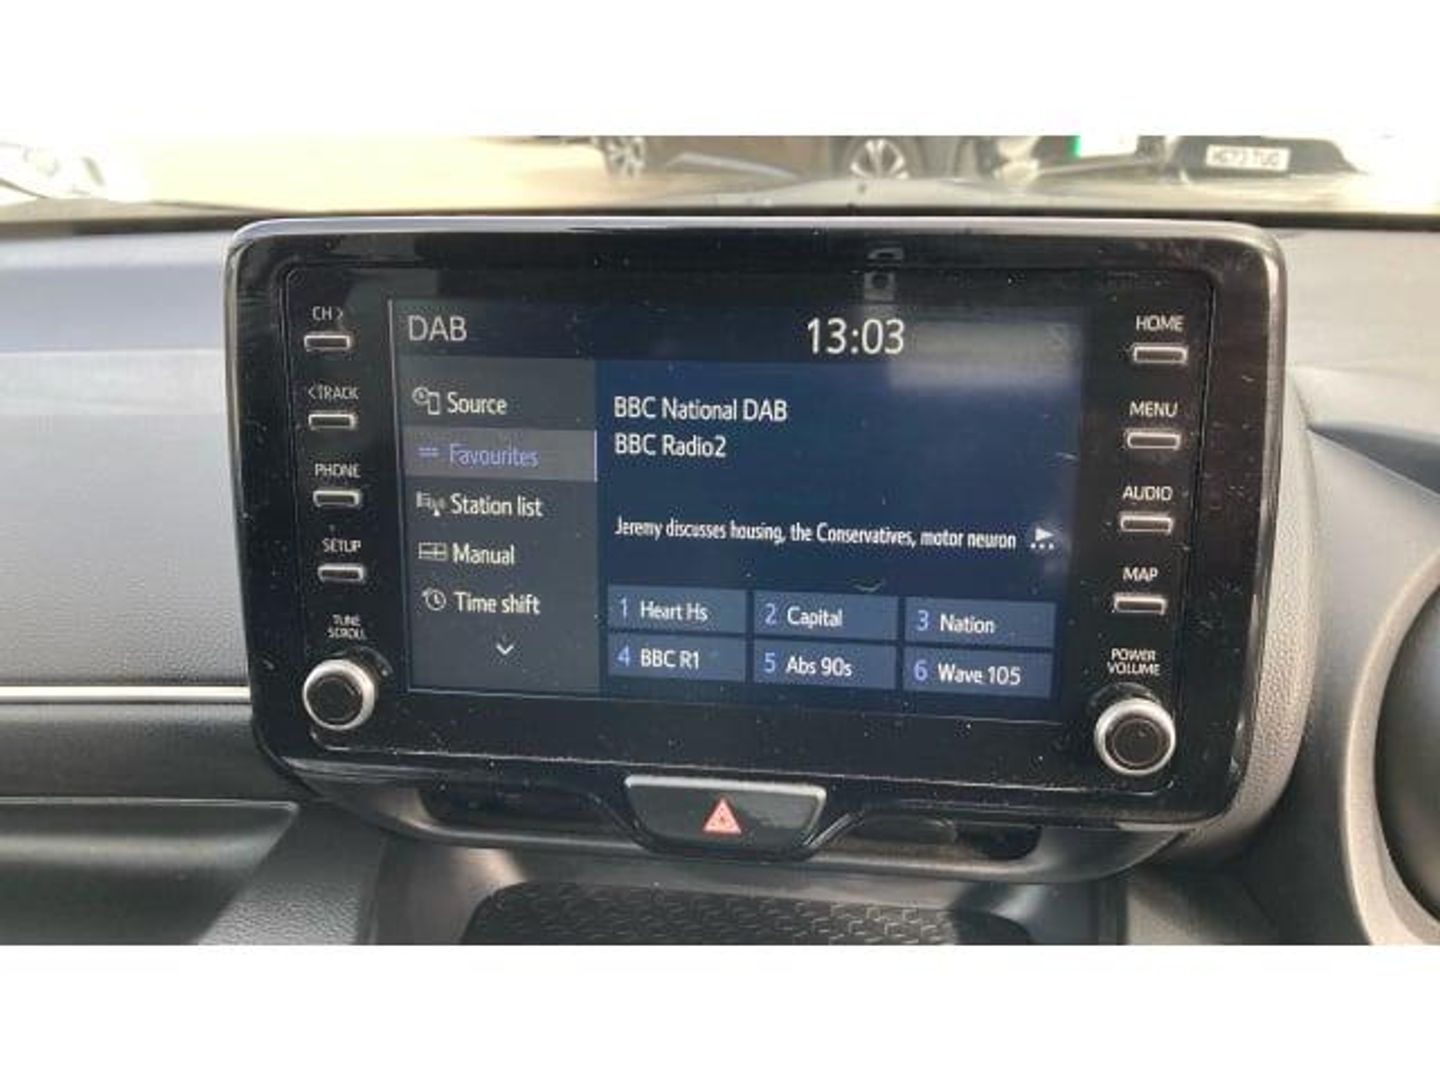 CH >
<TRACK
PHONE
SETUP
TUNE
SCROLL
DAB
13:03
Source
Favourites
Station list
Manual
Time shift
BBC National DAB
BBC Radio2
Jeremy discusses housing, the Conservatives, motor neuron
1 Heart Hs
2 Capital
3 Nation
4 BBC R1
5 Abs 90s
6 Wave 105
HOME
MENU
AUDIO
MAP
POWER
VOLUME